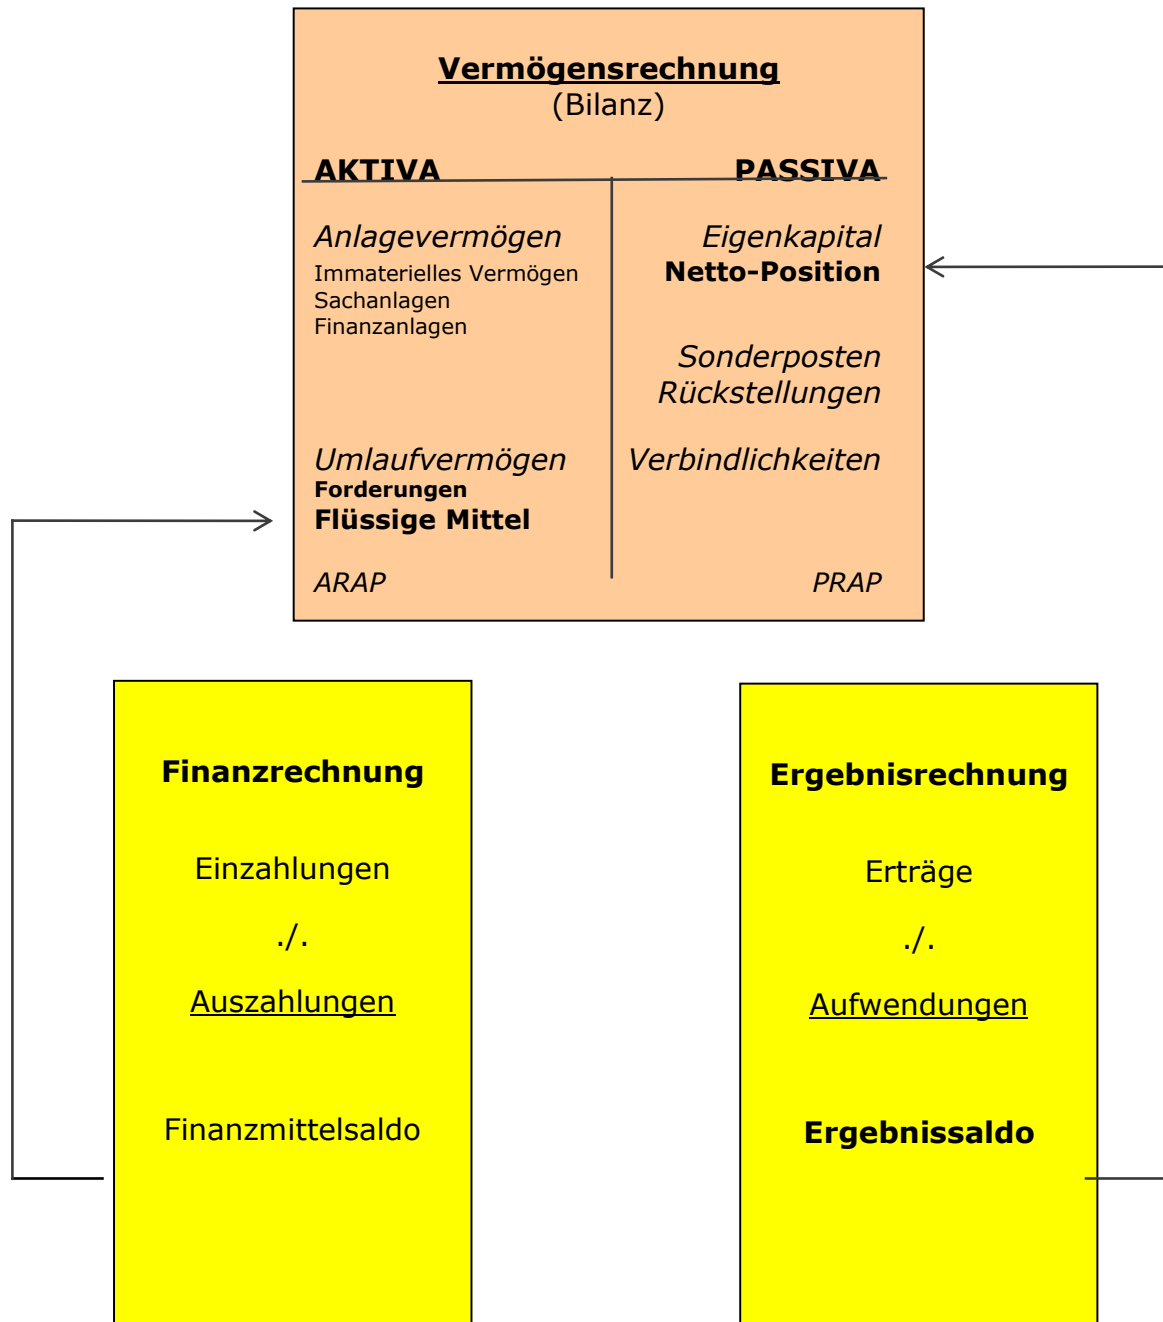 Vermögensrechnung
(Bilanz)
AKTIVA
PASSIVA
Anlagevermögen
Immaterielles Vermögen
Sachanlagen
Finanzanlagen
Umlaufvermögen
Forderungen
Flüssige Mittel
ARAP
Eigenkapital
Netto-Position
Sonderposten
Rückstellungen
Verbindlichkeiten
PRAP
Finanzrechnung
Einzahlungen
./.
Auszahlungen
Finanzmittelsaldo
Ergebnisrechnung
Erträge
./.
Aufwendungen
Ergebnissaldo